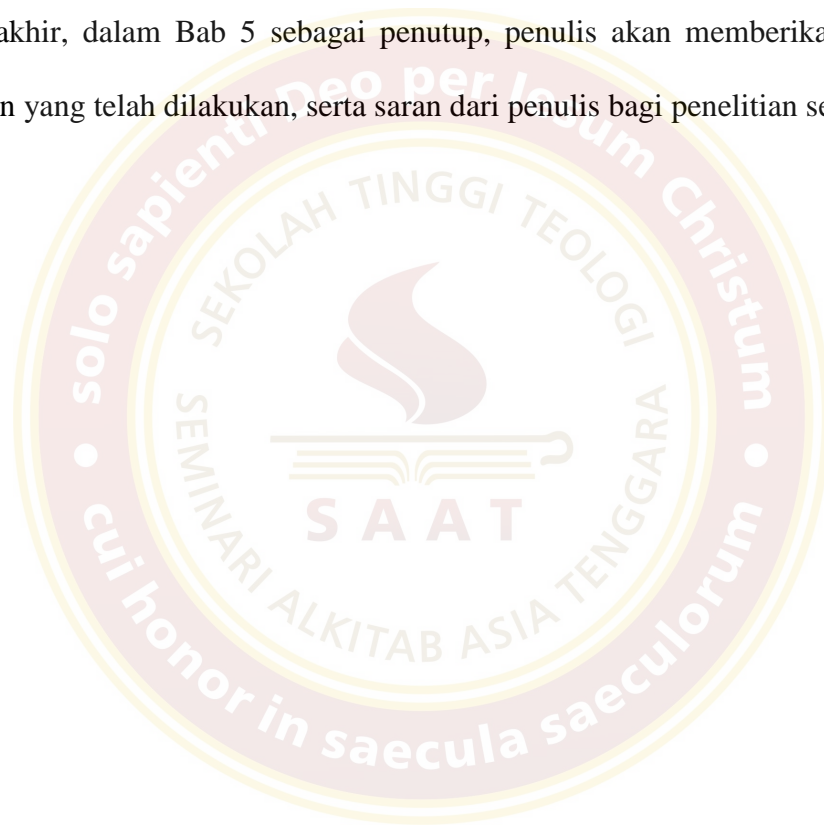 akhir, dalam Bab 5 sebagai penutup, penulis akan memberika
n yang telah dilakukan, serta saran dari penulis bagi penelitian se
solo sapienti Deo per Iesum Christum
cui honor in saecula saeculorum
SEKOLAH TINGGI TEOLOGI
SEMINARI ALKITAB ASIA TENGGARA
SAAT